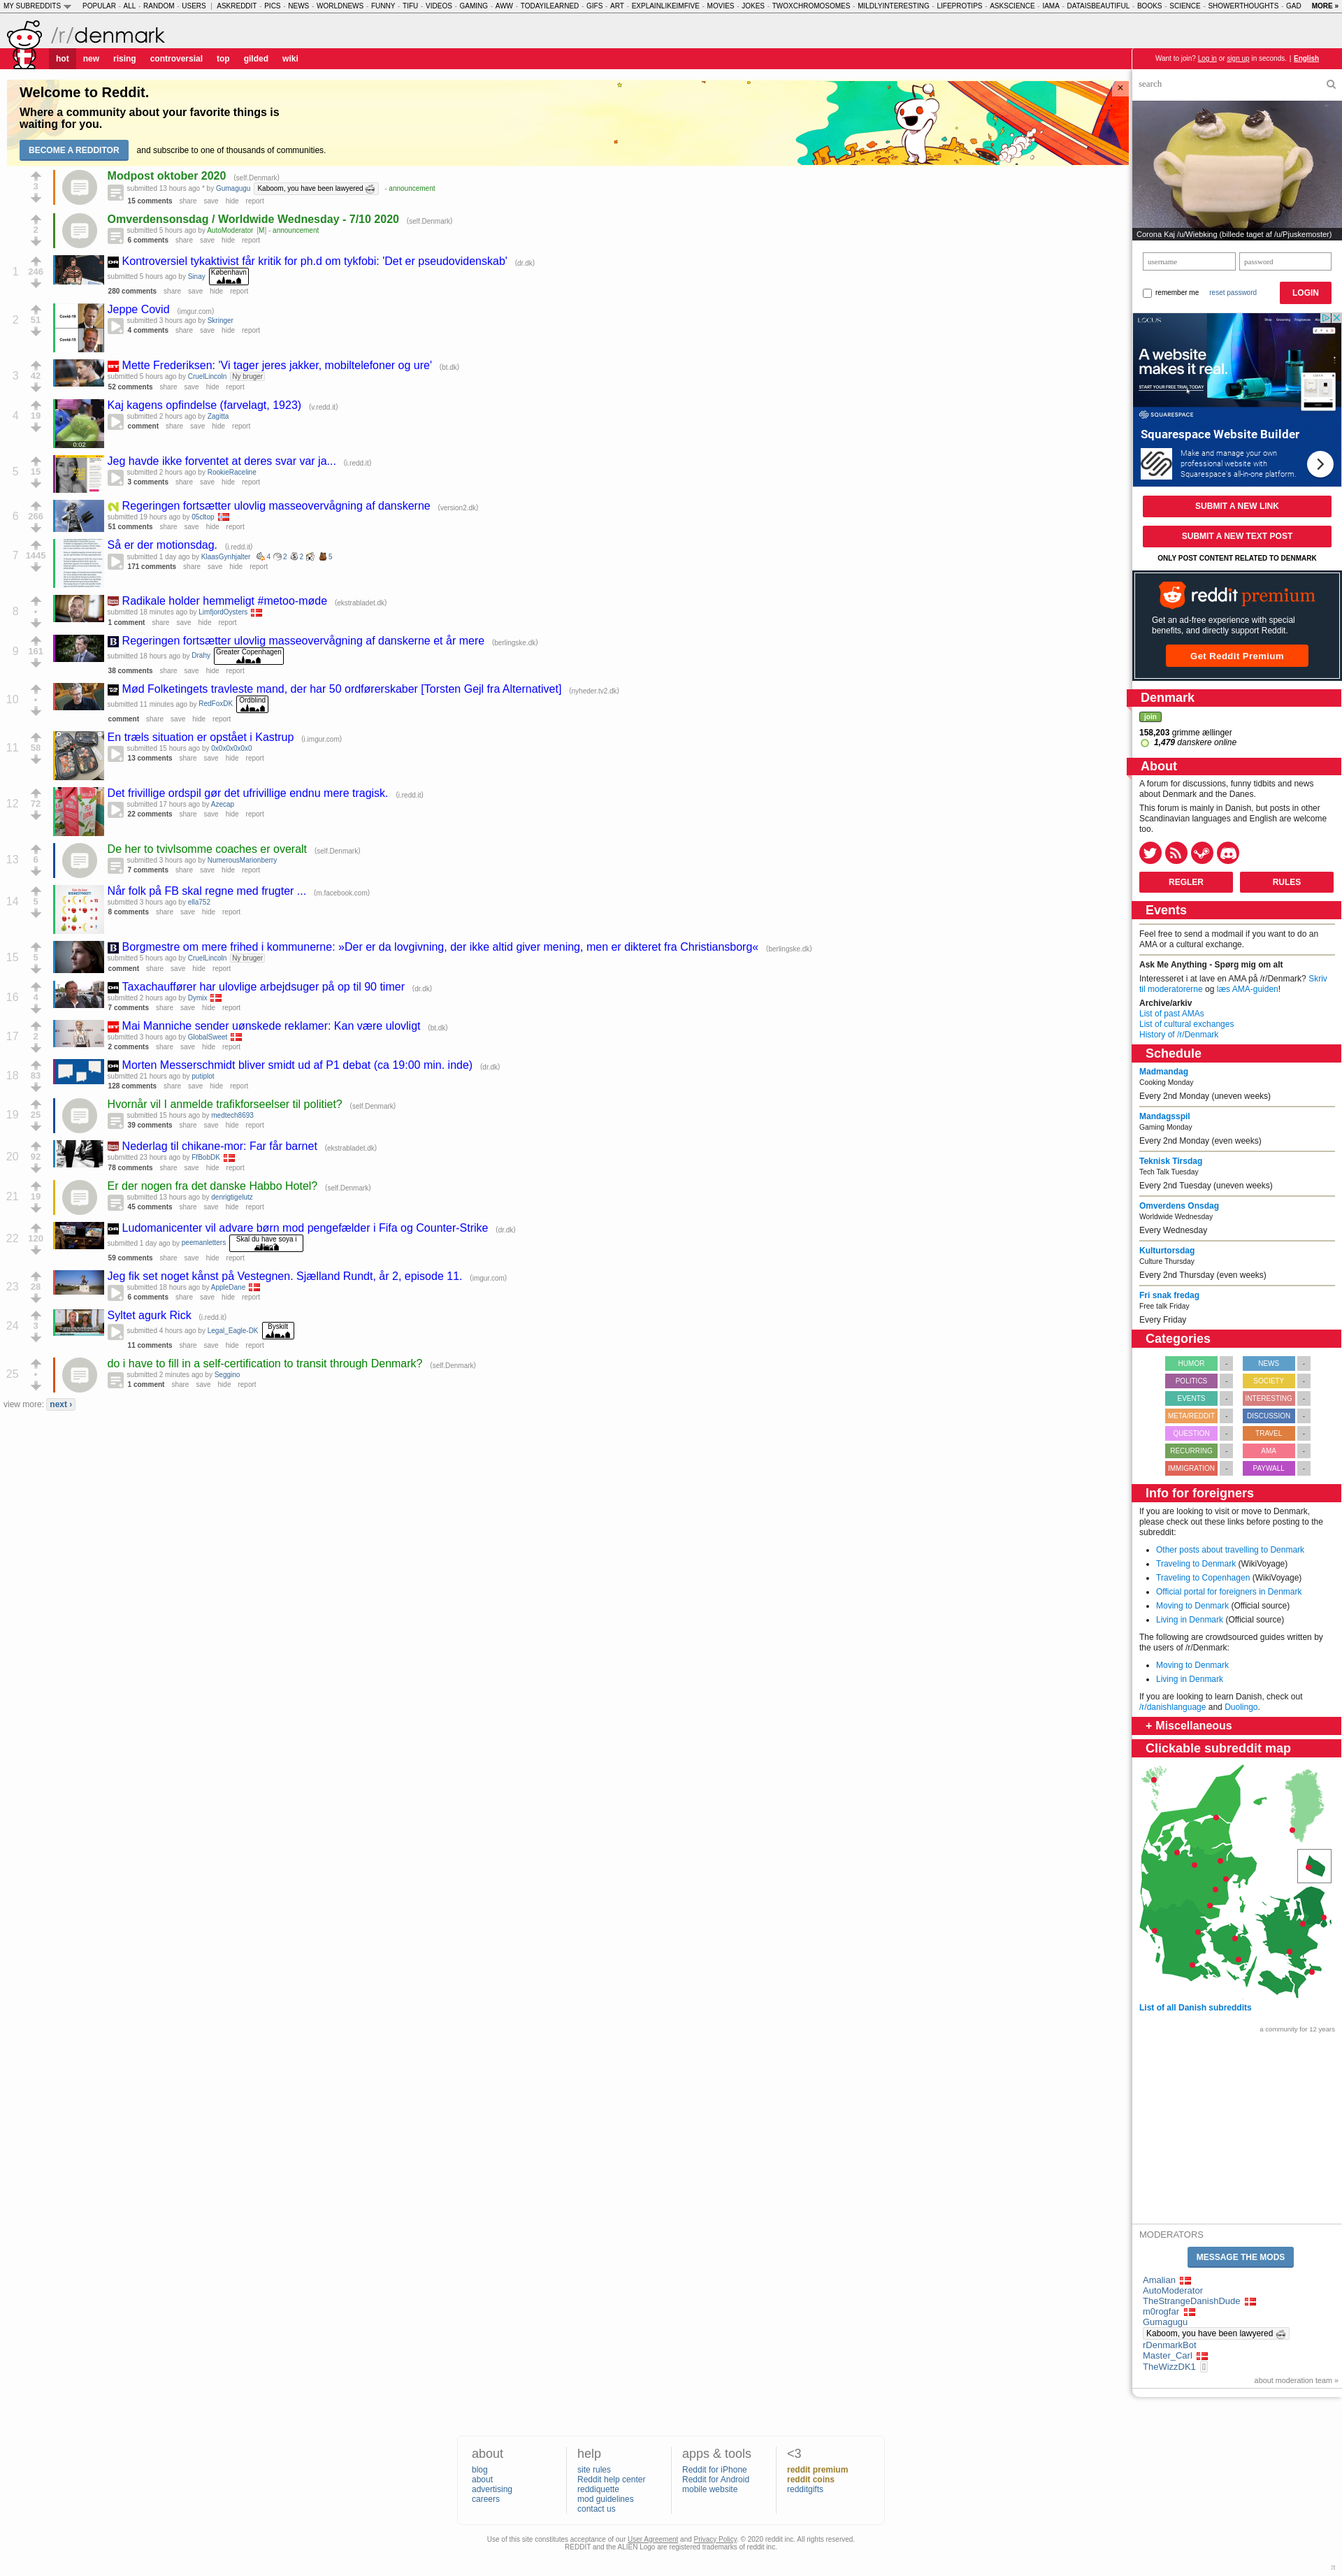 MY SUBREDDITS POPULAR - ALL - RANDOM - USERS | ASKREDDIT - PICS - NEWS - WORLDNEWS - FUNNY - TIFU - VIDEOS - GAMING - AWW - TODAYILEARNED - GIFS - ART - EXPLAINLIKEIMFIVE - MOVIES - JOKES - TWOXCHROMOSOMES - MILDLYINTERESTING - LIFEPROTIPS - ASKSCIENCE - IAMA - DATAISBEAUTIFUL - BOOKS - SCIENCE - SHOWERTHOUGHTS - GAD MORE »
/r/denmark
hot new rising controversial top gilded wiki
Want to join? Log in or sign up in seconds. | English
Welcome to Reddit.
Where a community about your favorite things is
waiting for you.
BECOME A REDDITOR and subscribe to one of thousands of communities.
×
3
Modpost oktober 2020 (self.Denmark)
submitted 13 hours ago * by Gumagugu Kaboom, you have been lawyered - announcement
15 comments share save hide report
2
Omverdensonsdag / Worldwide Wednesday - 7/10 2020 (self.Denmark)
submitted 5 hours ago by AutoModerator [M] - announcement
6 comments share save hide report
1 246
Kontroversiel tykaktivist får kritik for ph.d om tykfobi: 'Det er pseudovidenskab' (dr.dk)
submitted 5 hours ago by Sinay København
280 comments share save hide report
2 51
Covid-15
Covid-19
Jeppe Covid (imgur.com)
submitted 3 hours ago by Skringer
4 comments share save hide report
3 42
Mette Frederiksen: 'Vi tager jeres jakker, mobiltelefoner og ure' (bt.dk)
submitted 5 hours ago by CruelLincoln Ny bruger
52 comments share save hide report
4 19
0:02
Kaj kagens opfindelse (farvelagt, 1923) (v.redd.it)
submitted 2 hours ago by Zagitta
comment share save hide report
5 15
Jeg havde ikke forventet at deres svar var ja... (i.redd.it)
submitted 2 hours ago by RookieRaceline
3 comments share save hide report
6 266
Regeringen fortsætter ulovlig masseovervågning af danskerne (version2.dk)
submitted 19 hours ago by 05cltop
51 comments share save hide report
7 1445
Så er der motionsdag. (i.redd.it)
submitted 1 day ago by KlaasGynhjalter 4 2 2 5
171 comments share save hide report
8 •
Radikale holder hemmeligt #metoo-møde (ekstrabladet.dk)
submitted 18 minutes ago by LimfjordOysters
1 comment share save hide report
9 161
Regeringen fortsætter ulovlig masseovervågning af danskerne et år mere (berlingske.dk)
submitted 18 hours ago by Drahy Greater Copenhagen
38 comments share save hide report
10 •
Mød Folketingets travleste mand, der har 50 ordførerskaber [Torsten Gejl fra Alternativet] (nyheder.tv2.dk)
submitted 11 minutes ago by RedFoxDK Ordblind
comment share save hide report
11 58
En træls situation er opstået i Kastrup (i.imgur.com)
submitted 15 hours ago by 0x0x0x0x0x0
13 comments share save hide report
12 72
Det frivillige ordspil gør det ufrivillige endnu mere tragisk. (i.redd.it)
submitted 17 hours ago by Azecap
22 comments share save hide report
13 6
De her to tvivlsomme coaches er overalt (self.Denmark)
submitted 3 hours ago by NumerousMarionberry
7 comments share save hide report
14 5
Når folk på FB skal regne med frugter ... (m.facebook.com)
submitted 3 hours ago by ella752
8 comments share save hide report
15 5
Borgmestre om mere frihed i kommunerne: »Der er da lovgivning, der ikke altid giver mening, men er dikteret fra Christiansborg« (berlingske.dk)
submitted 5 hours ago by CruelLincoln Ny bruger
comment share save hide report
16 4
Taxachauffører har ulovlige arbejdsuger på op til 90 timer (dr.dk)
submitted 2 hours ago by Dymix
7 comments share save hide report
17 2
Mai Manniche sender uønskede reklamer: Kan være ulovligt (bt.dk)
submitted 3 hours ago by GlobalSweet
2 comments share save hide report
18 83
Morten Messerschmidt bliver smidt ud af P1 debat (ca 19:00 min. inde) (dr.dk)
submitted 21 hours ago by putiplot
128 comments share save hide report
19 25
Hvornår vil I anmelde trafikforseelser til politiet? (self.Denmark)
submitted 15 hours ago by medtech8693
39 comments share save hide report
20 92
Nederlag til chikane-mor: Far får barnet (ekstrabladet.dk)
submitted 23 hours ago by FfBobDK
78 comments share save hide report
21 19
Er der nogen fra det danske Habbo Hotel? (self.Denmark)
submitted 13 hours ago by denrigtigelutz
45 comments share save hide report
22 120
Ludomanicenter vil advare børn mod pengefælder i Fifa og Counter-Strike (dr.dk)
submitted 1 day ago by peemanletters Skal du have soya i
59 comments share save hide report
23 28
Jeg fik set noget kånst på Vestegnen. Sjælland Rundt, år 2, episode 11. (imgur.com)
submitted 18 hours ago by AppleDane
6 comments share save hide report
24 3
Syltet agurk Rick (i.redd.it)
submitted 4 hours ago by Legal_Eagle-DK Byskilt
11 comments share save hide report
25 •
do i have to fill in a self-certification to transit through Denmark? (self.Denmark)
submitted 2 minutes ago by Seggino
1 comment share save hide report
view more: next ›
search
Corona Kaj /u/Wiebking (billede taget af /u/Pjuskemoster)
username password
remember me reset password LOGIN
LOCUS
A website
makes it real.
START YOUR FREE TRIAL TODAY
SQUARESPACE
Squarespace Website Builder
Make and manage your own
professional website with
Squarespace's all-in-one platform.
SUBMIT A NEW LINK
SUBMIT A NEW TEXT POST
ONLY POST CONTENT RELATED TO DENMARK
reddit premium
Get an ad-free experience with special
benefits, and directly support Reddit.
Get Reddit Premium
Denmark
join
158,203 grimme ællinger
1,479 danskere online
About
A forum for discussions, funny tidbits and news
about Denmark and the Danes.
This forum is mainly in Danish, but posts in other
Scandinavian languages and English are welcome
too.
REGLER RULES
Events
Feel free to send a modmail if you want to do an
AMA or a cultural exchange.
Ask Me Anything - Spørg mig om alt
Interesseret i at lave en AMA på /r/Denmark? Skriv
til moderatorerne og læs AMA-guiden!
Archive/arkiv
List of past AMAs
List of cultural exchanges
History of /r/Denmark
Schedule
Madmandag
Cooking Monday
Every 2nd Monday (uneven weeks)
Mandagsspil
Gaming Monday
Every 2nd Monday (even weeks)
Teknisk Tirsdag
Tech Talk Tuesday
Every 2nd Tuesday (uneven weeks)
Omverdens Onsdag
Worldwide Wednesday
Every Wednesday
Kulturtorsdag
Culture Thursday
Every 2nd Thursday (even weeks)
Fri snak fredag
Free talk Friday
Every Friday
Categories
HUMOR - NEWS -
POLITICS - SOCIETY -
EVENTS - INTERESTING -
META/REDDIT - DISCUSSION -
QUESTION - TRAVEL -
RECURRING - AMA -
IMMIGRATION - PAYWALL -
Info for foreigners
If you are looking to visit or move to Denmark,
please check out these links before posting to the
subreddit:
• Other posts about travelling to Denmark
• Traveling to Denmark (WikiVoyage)
• Traveling to Copenhagen (WikiVoyage)
• Official portal for foreigners in Denmark
• Moving to Denmark (Official source)
• Living in Denmark (Official source)
The following are crowdsourced guides written by
the users of /r/Denmark:
• Moving to Denmark
• Living in Denmark
If you are looking to learn Danish, check out
/r/danishlanguage and Duolingo.
+ Miscellaneous
Clickable subreddit map
List of all Danish subreddits
a community for 12 years
MODERATORS
MESSAGE THE MODS
Amalian
AutoModerator
TheStrangeDanishDude
m0rogfar
Gumagugu
Kaboom, you have been lawyered
rDenmarkBot
Master_Carl
TheWizzDK1
about moderation team »
about
blog
about
advertising
careers
help
site rules
Reddit help center
reddiquette
mod guidelines
contact us
apps & tools
Reddit for iPhone
Reddit for Android
mobile website
<3
reddit premium
reddit coins
redditgifts
Use of this site constitutes acceptance of our User Agreement and Privacy Policy. © 2020 reddit inc. All rights reserved.
REDDIT and the ALIEN Logo are registered trademarks of reddit inc.
π